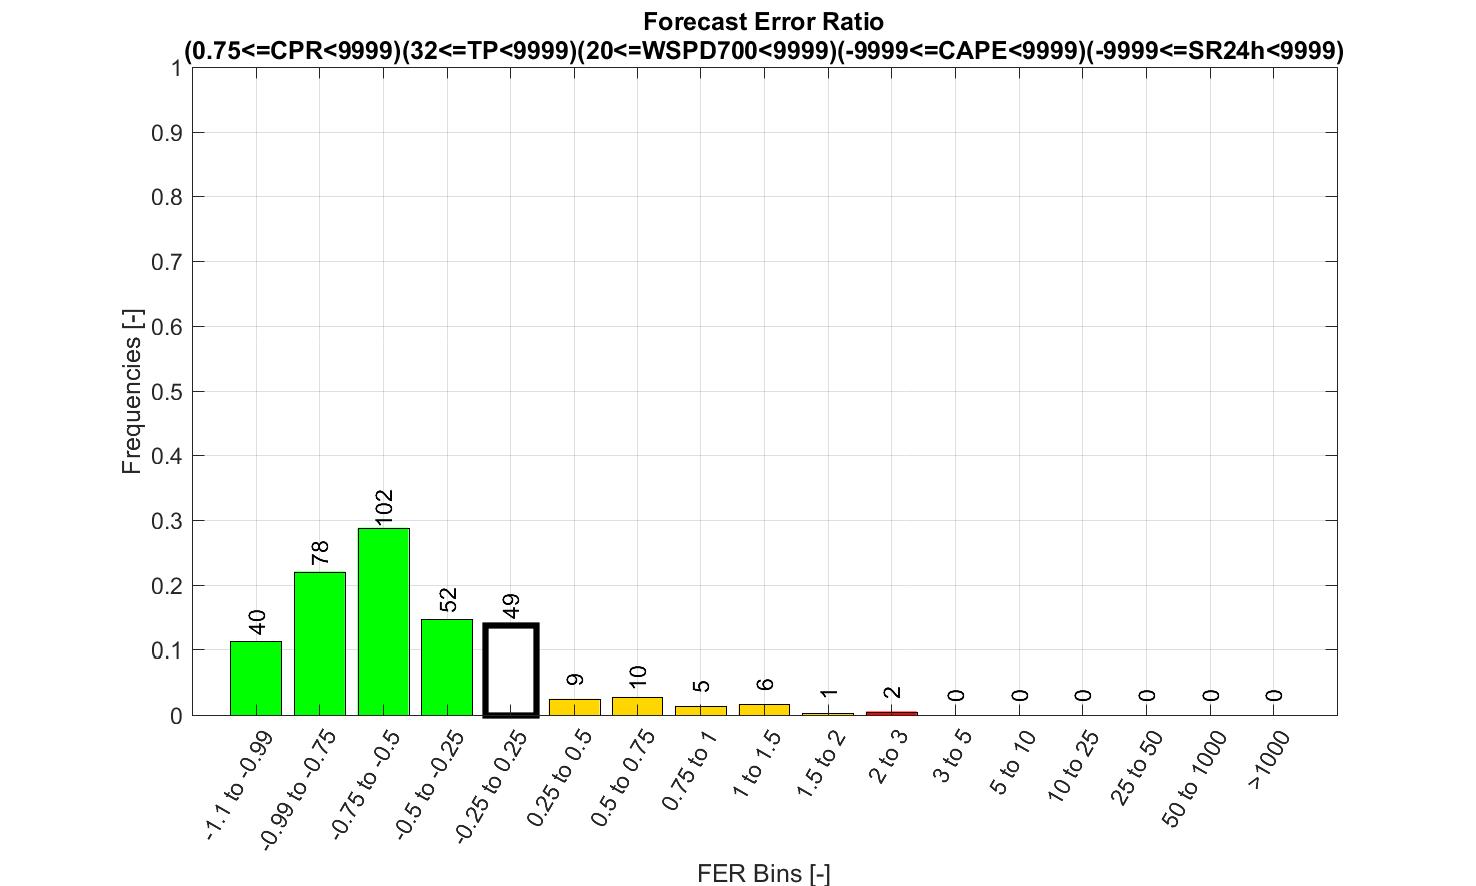 Forecast Error Ratio
(0.75<=CPR<9999)(32<=TP<9999)(20<=WSPD700<9999)(-9999<=CAPE<9999)(-9999<=SR24h<9999)
1
0.9
0.8
0.7
0.6
0.5
0.4
0.3
0.2
0.1
0
Frequencies [-]
40
78
102
52
49
9
10
5
6
1
2
0
0
0
0
0
0
-1.1 to -0.99
-0.99 to -0.75
-0.75 to -0.5
-0.5 to -0.25
-0.25 to 0.25
0.25 to 0.5
0.5 to 0.75
0.75 to 1
1 to 1.5
1.5 to 2
2 to 3
3 to 5
5 to 10
10 to 25
25 to 50
50 to 1000
>1000
FER Bins [-]